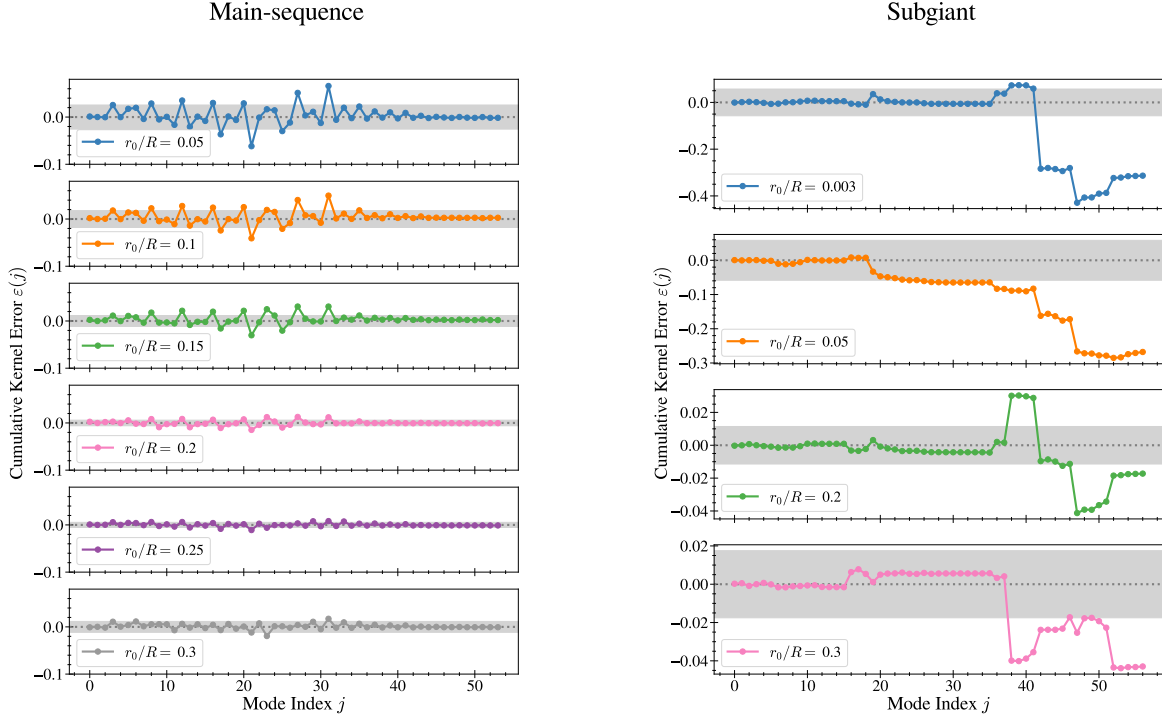 Main-sequence
Subgiant
Cumulative Kernel Error ε(j)
0.0
−0.1
r₀/R = 0.05
0.0
−0.1
r₀/R = 0.1
0.0
−0.1
r₀/R = 0.15
0.0
−0.1
r₀/R = 0.2
0.0
−0.1
r₀/R = 0.25
0.0
−0.1
r₀/R = 0.3
0 10 20 30 40 50
Mode Index j
Cumulative Kernel Error ε(j)
0.0
−0.2
−0.4
r₀/R = 0.003
0.0
−0.1
−0.2
−0.3
r₀/R = 0.05
0.02
0.00
−0.02
−0.04
r₀/R = 0.2
0.02
0.00
−0.02
−0.04
r₀/R = 0.3
0 10 20 30 40 50
Mode Index j